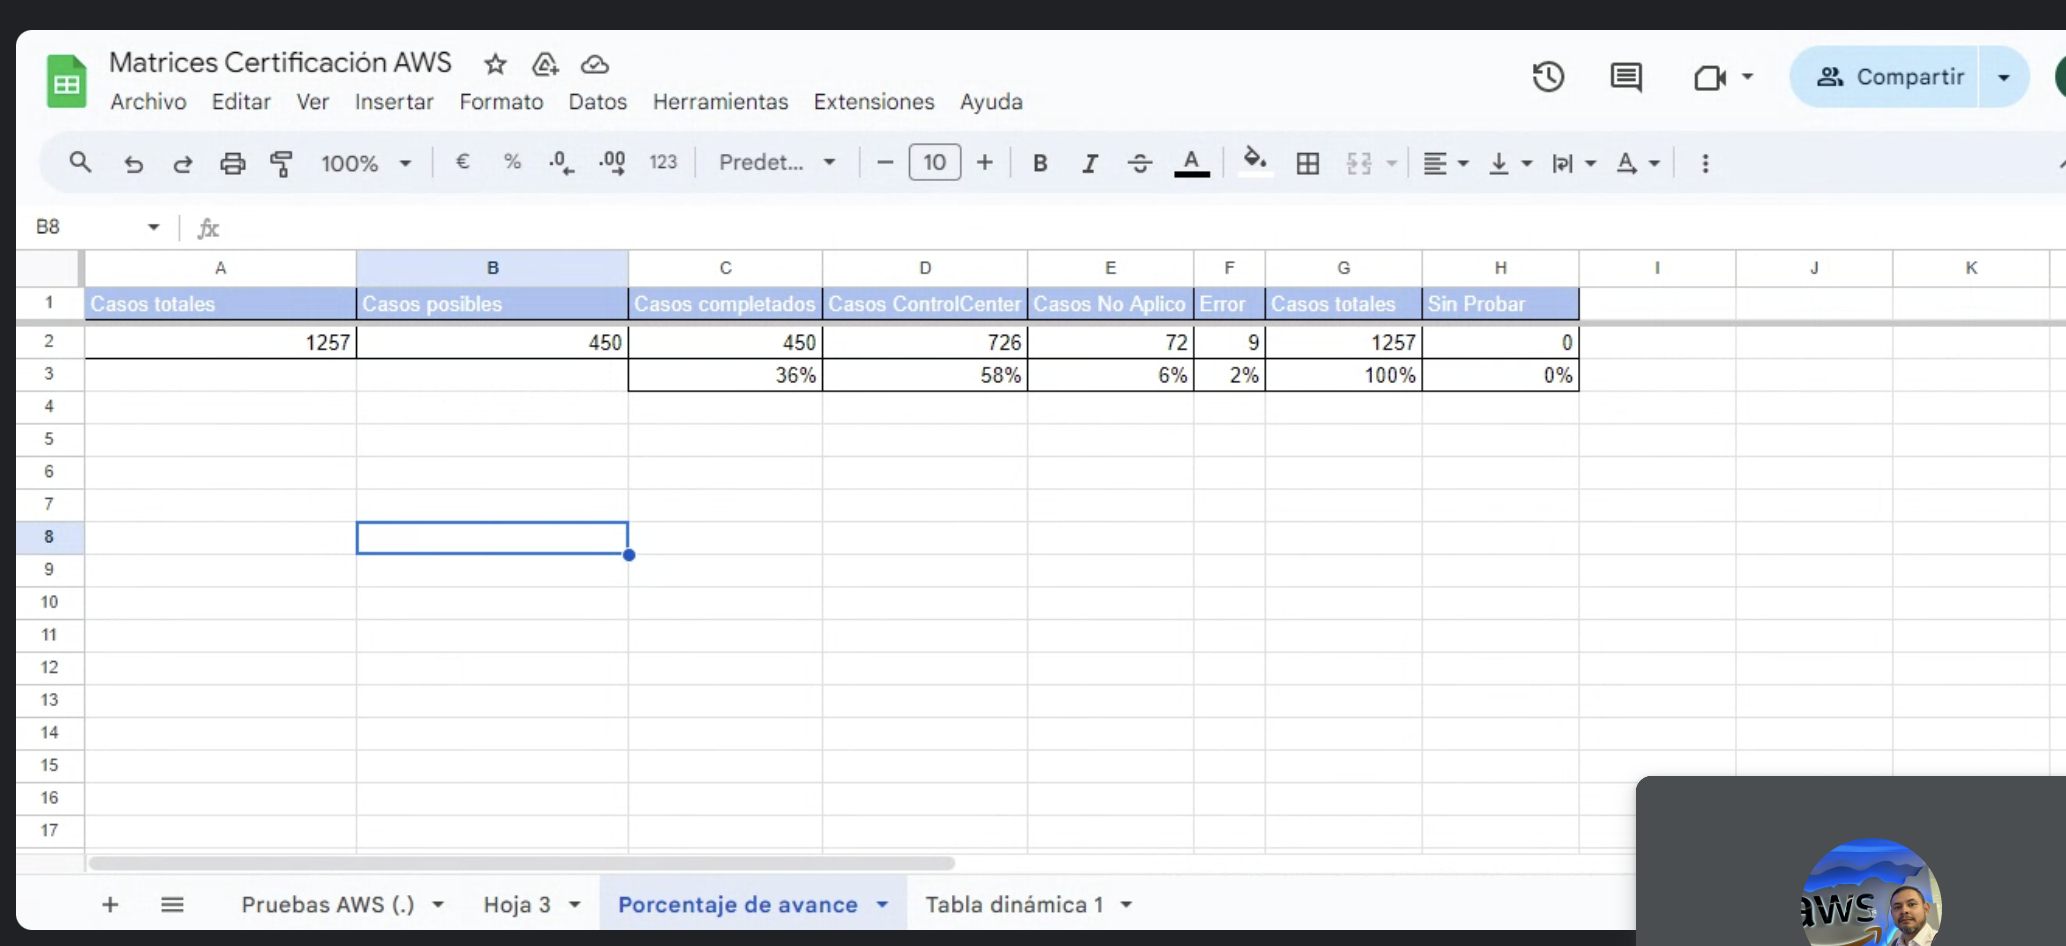 Matrices Certificación AWS
Archivo Editar Ver Insertar Formato Datos Herramientas Extensiones Ayuda
Compartir
100% € % .0 .00 123 Predet... 10 B I A A
B8 fx
A B C D E F G H I J K
1 Casos totales Casos posibles Casos completados Casos ControlCenter Casos No Aplico Error Casos totales Sin Probar
2 1257 450 450 726 72 9 1257 0
3 36% 58% 6% 2% 100% 0%
4
5
6
7
8
9
10
11
12
13
14
15
16
17
Pruebas AWS (.) Hoja 3 Porcentaje de avance Tabla dinámica 1
aws